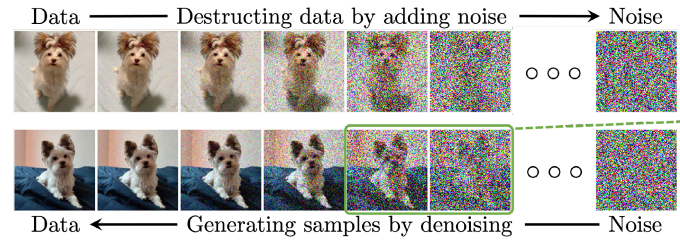 Data Destructing data by adding noise Noise
Data Generating samples by denoising Noise